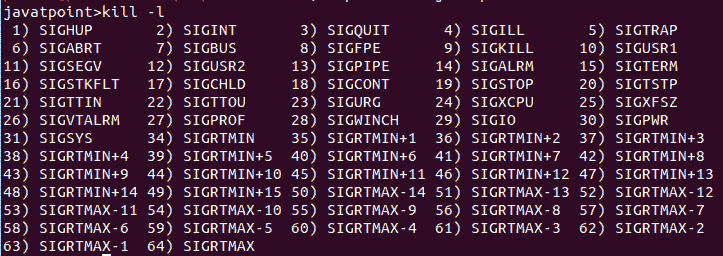 javatpoint>kill -l
 1) SIGHUP       2) SIGINT       3) SIGQUIT      4) SIGILL       5) SIGTRAP
 6) SIGABRT      7) SIGBUS       8) SIGFPE       9) SIGKILL     10) SIGUSR1
11) SIGSEGV     12) SIGUSR2     13) SIGPIPE     14) SIGALRM     15) SIGTERM
16) SIGSTKFLT   17) SIGCHLD     18) SIGCONT     19) SIGSTOP     20) SIGTSTP
21) SIGTTIN     22) SIGTTOU     23) SIGURG      24) SIGXCPU     25) SIGXFSZ
26) SIGVTALRM   27) SIGPROF     28) SIGWINCH    29) SIGIO       30) SIGPWR
31) SIGSYS      34) SIGRTMIN    35) SIGRTMIN+1  36) SIGRTMIN+2  37) SIGRTMIN+3
38) SIGRTMIN+4  39) SIGRTMIN+5  40) SIGRTMIN+6  41) SIGRTMIN+7  42) SIGRTMIN+8
43) SIGRTMIN+9  44) SIGRTMIN+10 45) SIGRTMIN+11 46) SIGRTMIN+12 47) SIGRTMIN+13
48) SIGRTMIN+14 49) SIGRTMIN+15 50) SIGRTMAX-14 51) SIGRTMAX-13 52) SIGRTMAX-12
53) SIGRTMAX-11 54) SIGRTMAX-10 55) SIGRTMAX-9  56) SIGRTMAX-8  57) SIGRTMAX-7
58) SIGRTMAX-6  59) SIGRTMAX-5  60) SIGRTMAX-4  61) SIGRTMAX-3  62) SIGRTMAX-2
63) SIGRTMAX-1  64) SIGRTMAX